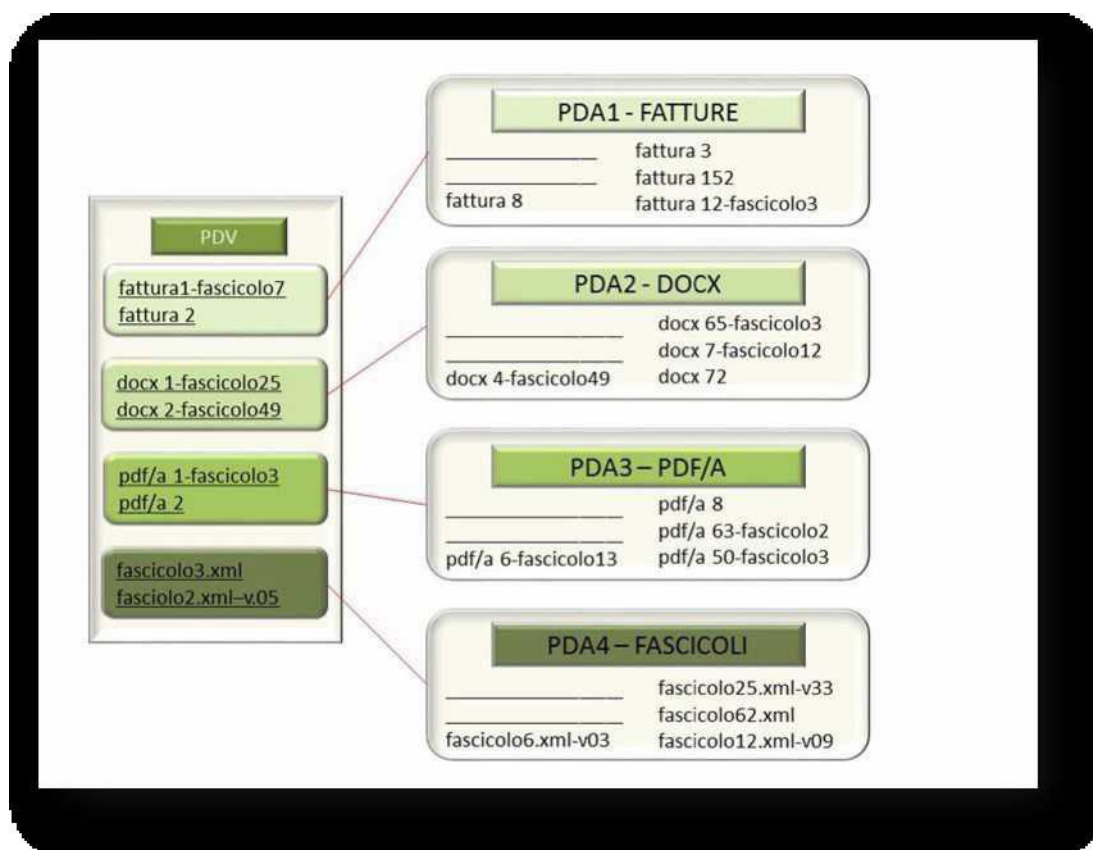 PDV
fattura1-fascicolo7
fattura 2
docx 1-fascicolo25
docx 2-fascicolo49
pdf/a 1-fascicolo3
pdf/a 2
fascicolo3.xml
fasciolo2.xml–v.05
PDA1 - FATTURE
fattura 8
fattura 3
fattura 152
fattura 12-fascicolo3
PDA2 - DOCX
docx 4-fascicolo49
docx 65-fascicolo3
docx 7-fascicolo12
docx 72
PDA3 – PDF/A
pdf/a 6-fascicolo13
pdf/a 8
pdf/a 63-fascicolo2
pdf/a 50-fascicolo3
PDA4 – FASCICOLI
fascicolo6.xml-v03
fascicolo25.xml-v33
fascicolo62.xml
fascicolo12.xml-v09